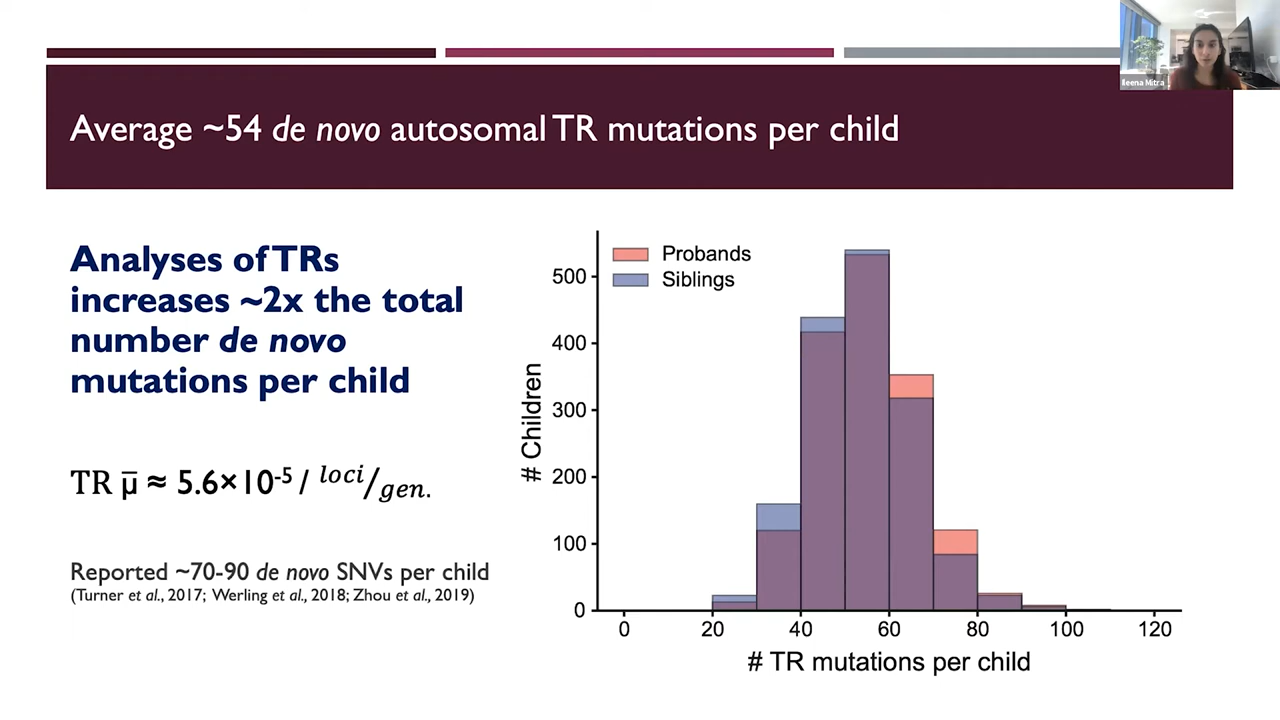 Ileena Mitra
Average ~54 de novo autosomal TR mutations per child
Analyses of TRs
increases ~2x the total
number de novo
mutations per child
TR μ̅ ≈ 5.6×10⁻⁵ / loci/gen.
Reported ~70-90 de novo SNVs per child
(Turner et al., 2017; Werling et al., 2018; Zhou et al., 2019)
Probands
Siblings
# Children
500
400
300
200
100
0
0 20 40 60 80 100 120
# TR mutations per child